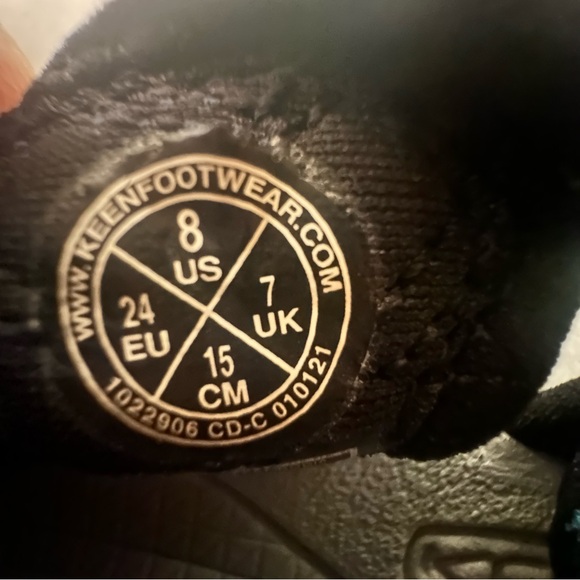 WWW.KEENFOOTWEAR.COM
8
US
24
EU
7
UK
15
CM
1022906 CD-C 010121